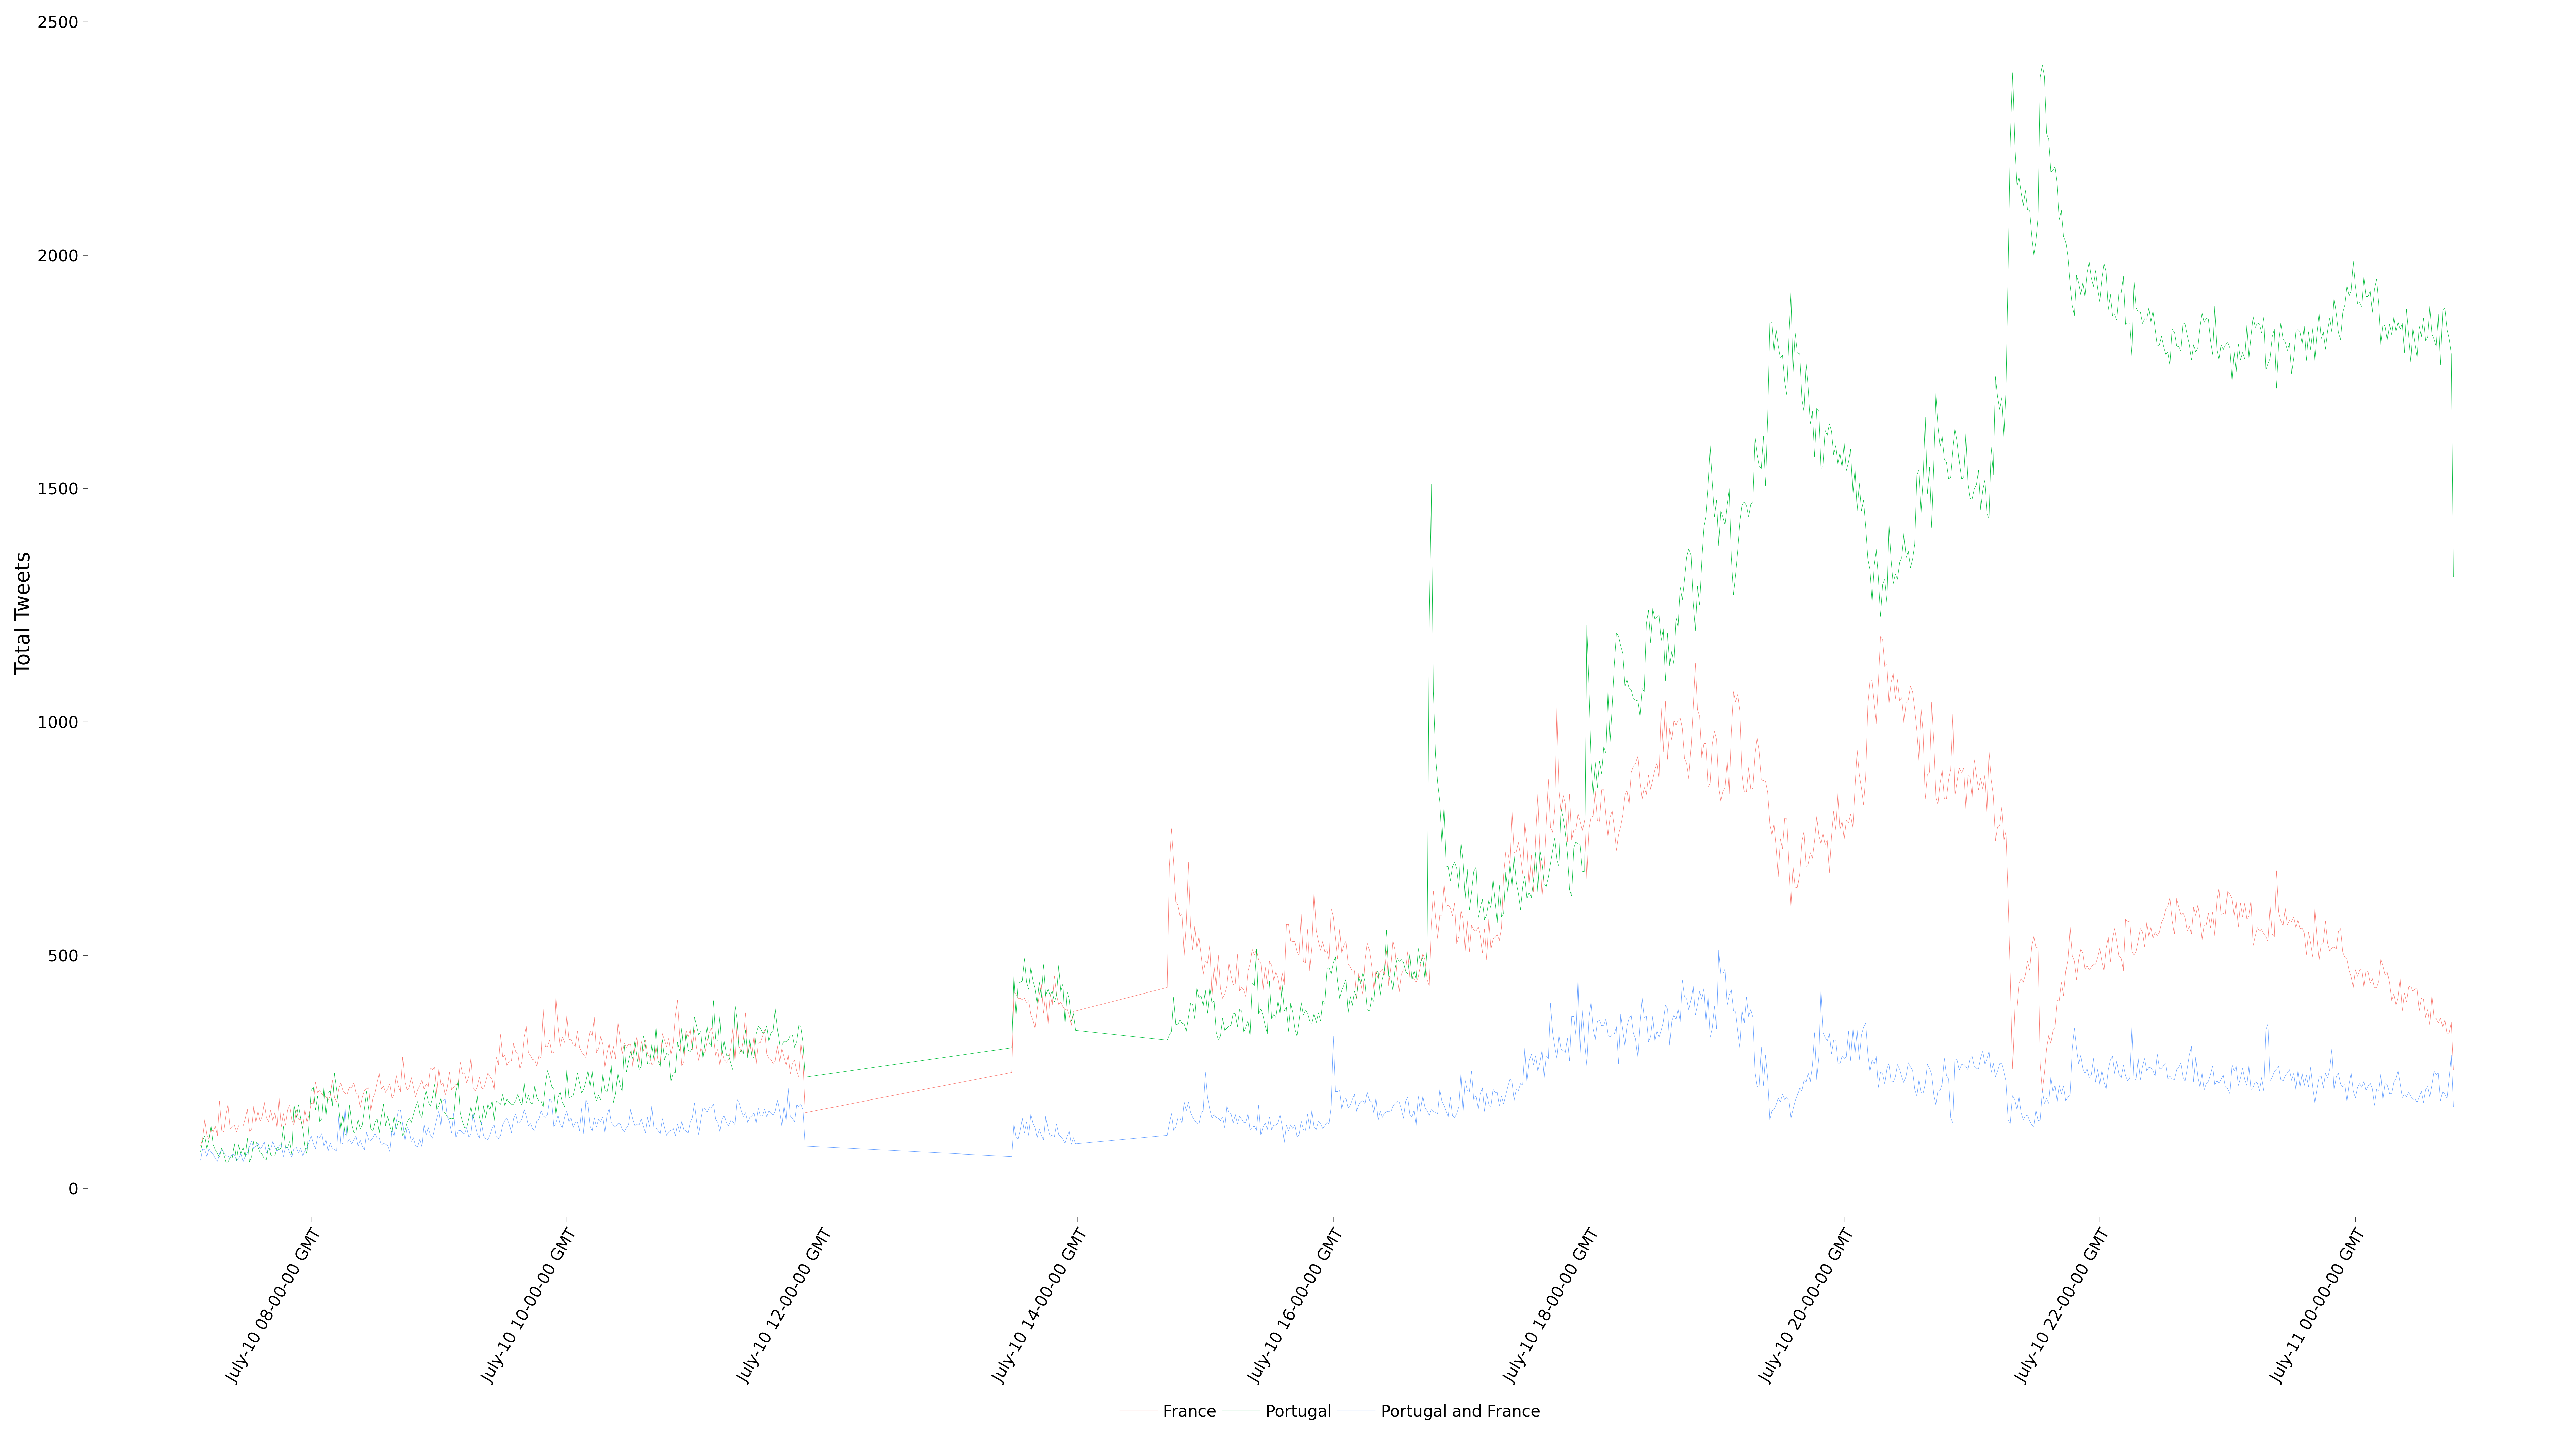 2500
2000
1500
1000
500
0
Total Tweets
July-10 08-00-00 GMT
July-10 10-00-00 GMT
July-10 12-00-00 GMT
July-10 14-00-00 GMT
July-10 16-00-00 GMT
July-10 18-00-00 GMT
July-10 20-00-00 GMT
July-10 22-00-00 GMT
July-11 00-00-00 GMT
France Portugal Portugal and France